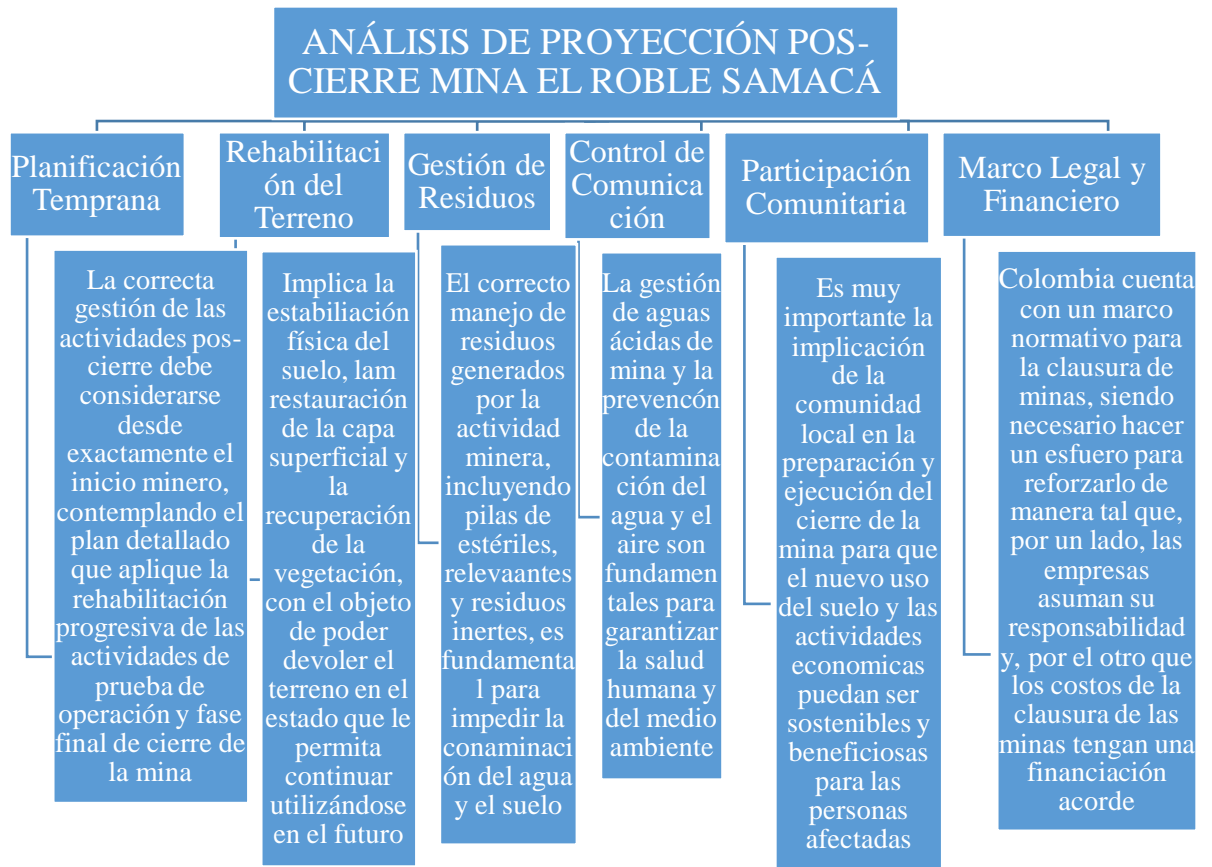 ANÁLISIS DE PROYECCIÓN POS-
CIERRE MINA EL ROBLE SAMACÁ
Planificación
Temprana
La correcta
gestión de las
actividades pos-
cierre debe
considerarse
desde
exactamente el
inicio minero,
contemplando el
plan detallado
que aplique la
rehabilitación
progresiva de las
actividades de
prueba de
operación y fase
final de cierre de
la mina
Rehabilitaci
ón del
Terreno
Implica la
estabiliación
física del
suelo, lam
restauración
de la capa
superficial y
la
recuperación
de la
vegetación,
con el objeto
de poder
devoler el
terreno en el
estado que le
permita
continuar
utilizándose
en el futuro
Gestión de
Residuos
El correcto
manejo de
residuos
generados
por la
actividad
minera,
incluyendo
pilas de
estériles,
relevaantes
y residuos
inertes, es
fundamenta
l para
impedir la
conaminaci
ón del agua
y el suelo
Control de
Comunica
ción
La gestión
de aguas
ácidas de
mina y la
prevencón
de la
contamina
ción del
agua y el
aire son
fundamen
tales para
garantizar
la salud
humana y
del medio
ambiente
Participación
Comunitaria
Es muy
importante la
implicación
de la
comunidad
local en la
preparación y
ejecución del
cierre de la
mina para que
el nuevo uso
del suelo y las
actividades
economicas
puedan ser
sostenibles y
beneficiosas
para las
personas
afectadas
Marco Legal y
Financiero
Colombia cuenta
con un marco
normativo para
la clausura de
minas, siendo
necesario hacer
un esfuero para
reforzarlo de
manera tal que,
por un lado, las
empresas
asuman su
responsabilidad
y, por el otro que
los costos de la
clausura de las
minas tengan una
financiación
acorde